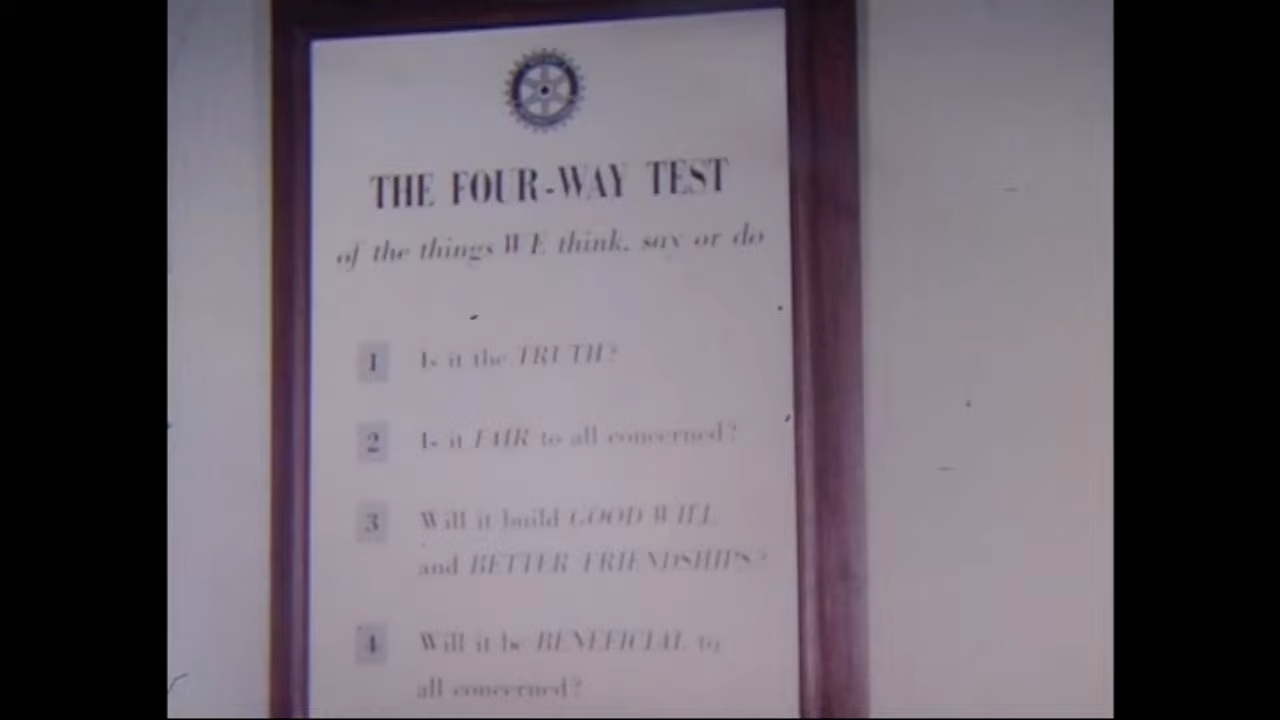 THE FOUR-WAY TEST
of the things WE think, say or do
1 Is it the TRUTH?
2 Is it FAIR to all concerned?
3 Will it build GOOD WILL
and BETTER FRIENDSHIPS?
4 Will it be BENEFICIAL to
all concerned?